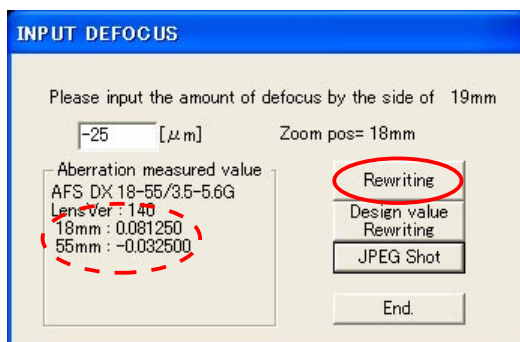 INPUT DEFOCUS
Please input the amount of defocus by the side of 19mm
-25 [μm] Zoom pos= 18mm
Aberration measured value
AFS DX 18-55/3.5-5.6G
LensVer : 140
18mm : 0.081250
55mm : -0.032500
Rewriting
Design value
Rewriting
JPEG Shot
End.